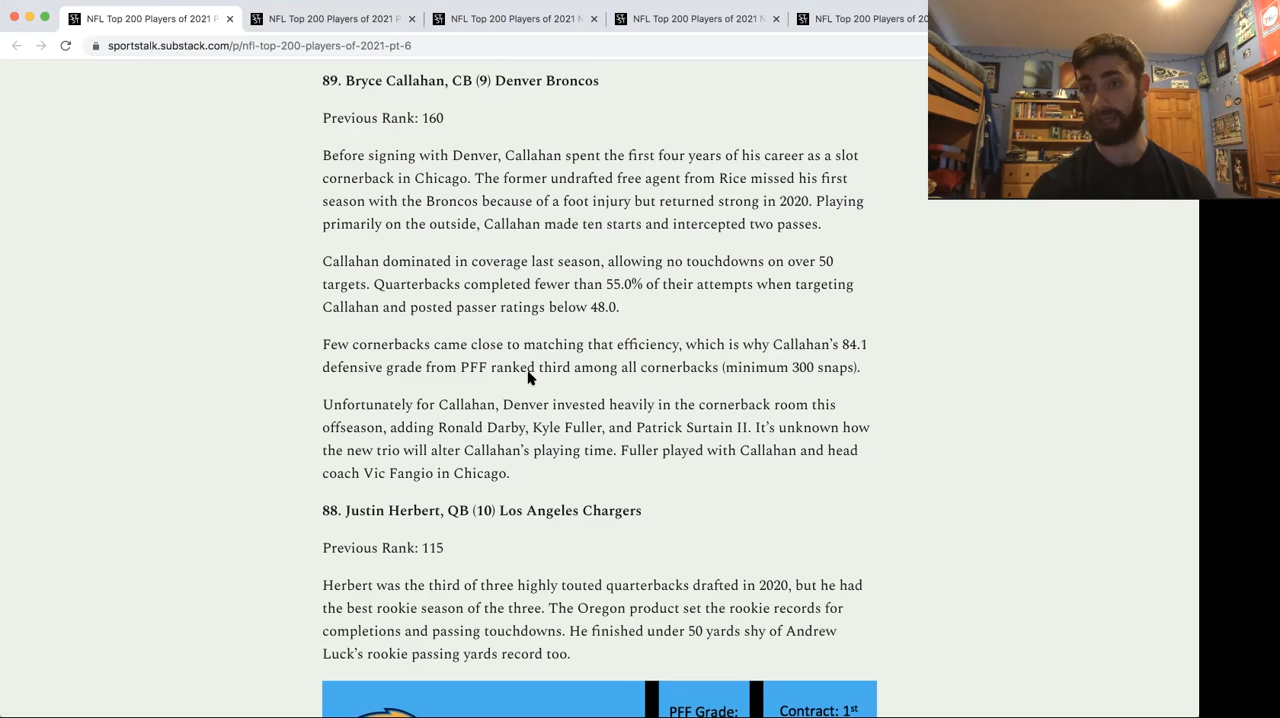 NFL Top 200 Players of 2021 P
NFL Top 200 Players of 2021 P
NFL Top 200 Players of 2021 N
NFL Top 200 Players of 2021 N
NFL Top 200 Players of 20
sportstalk.substack.com/p/nfl-top-200-players-of-2021-pt-6
89. Bryce Callahan, CB (9) Denver Broncos
Previous Rank: 160
Before signing with Denver, Callahan spent the first four years of his career as a slot
cornerback in Chicago. The former undrafted free agent from Rice missed his first
season with the Broncos because of a foot injury but returned strong in 2020. Playing
primarily on the outside, Callahan made ten starts and intercepted two passes.
Callahan dominated in coverage last season, allowing no touchdowns on over 50
targets. Quarterbacks completed fewer than 55.0% of their attempts when targeting
Callahan and posted passer ratings below 48.0.
Few cornerbacks came close to matching that efficiency, which is why Callahan’s 84.1
defensive grade from PFF ranked third among all cornerbacks (minimum 300 snaps).
Unfortunately for Callahan, Denver invested heavily in the cornerback room this
offseason, adding Ronald Darby, Kyle Fuller, and Patrick Surtain II. It’s unknown how
the new trio will alter Callahan’s playing time. Fuller played with Callahan and head
coach Vic Fangio in Chicago.
88. Justin Herbert, QB (10) Los Angeles Chargers
Previous Rank: 115
Herbert was the third of three highly touted quarterbacks drafted in 2020, but he had
the best rookie season of the three. The Oregon product set the rookie records for
completions and passing touchdowns. He finished under 50 yards shy of Andrew
Luck’s rookie passing yards record too.
PFF Grade:
Contract: 1st